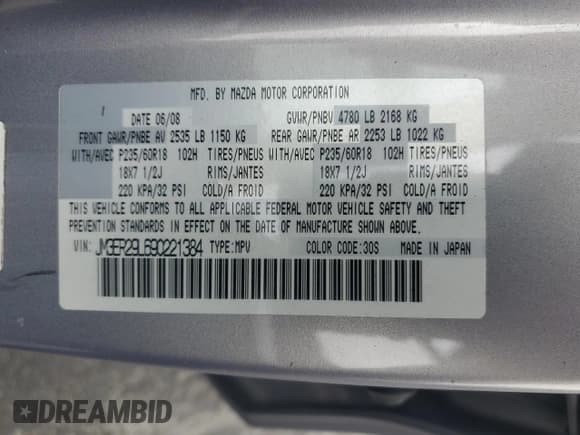 MFD. BY MAZDA MOTOR CORPORATION
DATE 06/08 GVWR/PNBV 4780 LB 2168 KG
FRONT GAWR/PNBE AV 2535 LB 1150 KG REAR GAWR/PNBE AR 2253 LB 1022 KG
WITH/AVEC P235/60R18 102H TIRES/PNEUS WITH/AVEC P235/60R18 102H TIRES/PNEUS
18X7 1/2J RIMS/JANTES 18X7 1/2J RIMS/JANTES
220 KPA/32 PSI COLD/A FROID 220 KPA/32 PSI COLD/A FROID
THIS VEHICLE CONFORMS TO ALL APPLICABLE FEDERAL MOTOR VEHICLE SAFETY AND THEFT
PREVENTION STANDARDS IN EFFECT ON THE DATE OF MANUFACTURE SHOWN ABOVE.
VIN: JM3ER29L690221384 TYPE:MPV COLOR CODE:30S MADE IN JAPAN
DREAMBID